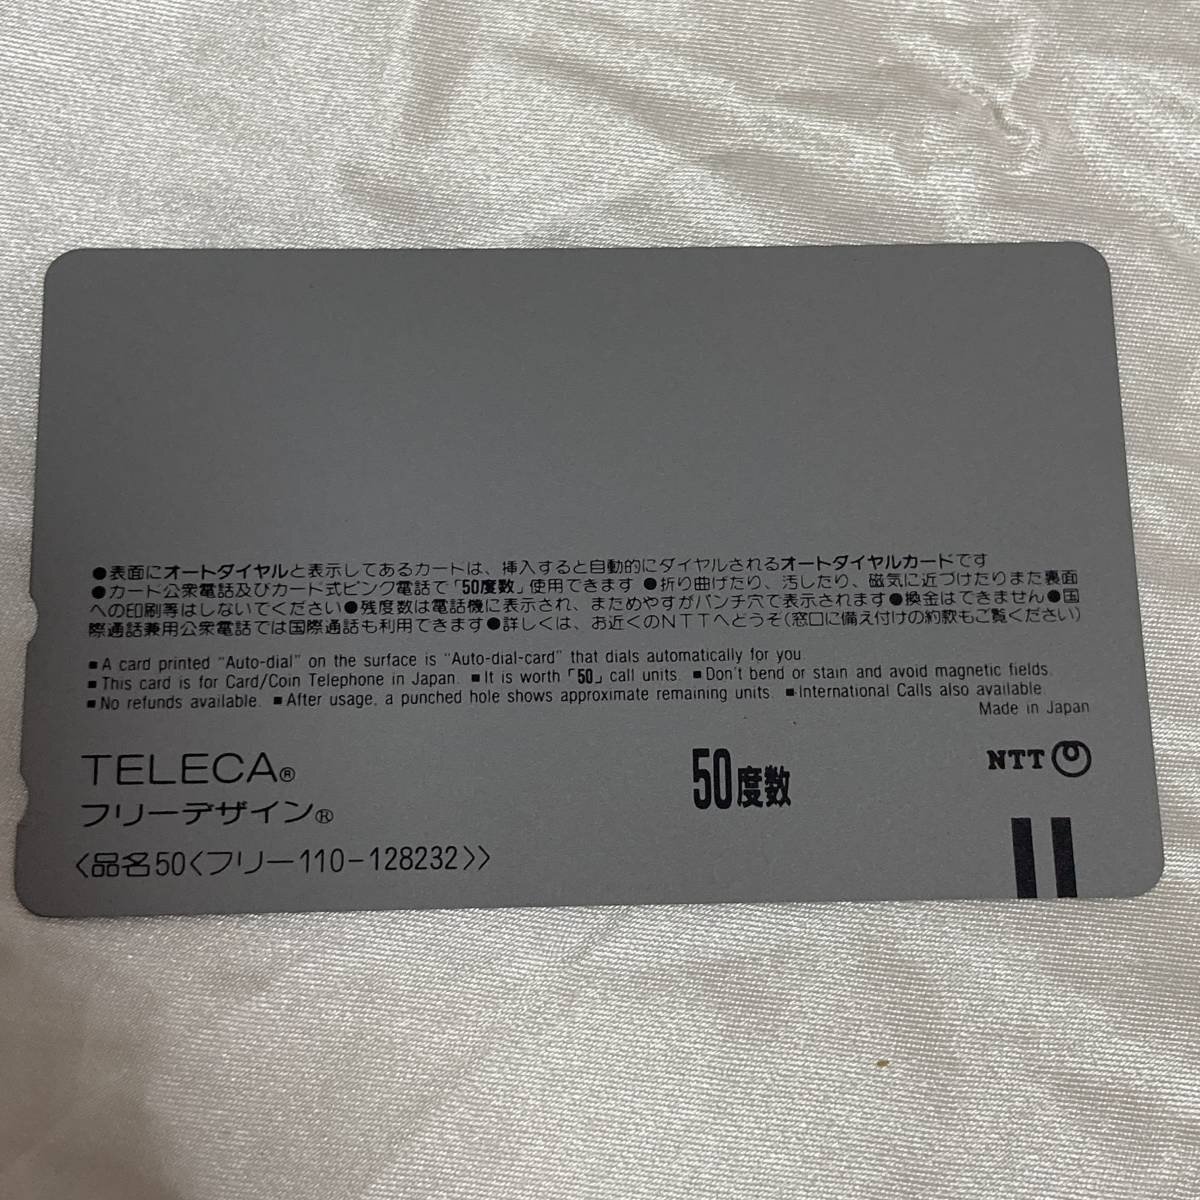 ●表面にオートダイヤルと表示してあるカードは、挿入すると自動的にダイヤルされるオートダイヤルカードです
●カード公衆電話及びカード式ピンク電話で「50度数」使用できます ●折り曲げたり、汚したり、磁気に近づけたりまた裏面
への印刷等はしないでください●残度数は電話機に表示され、まためやすがパンチ穴で表示されます●換金はできません●国
際通話兼用公衆電話では国際通話も利用できます●詳しくは、お近くのNTTへどうぞ(窓口に備え付けの約款もご覧ください)
■A card printed "Auto-dial" on the surface is "Auto-dial-card" that dials automatically for you.
■This card is for Card/Coin Telephone in Japan. ■It is worth「50」call units. ■Don't bend or stain and avoid magnetic fields.
■No refunds available. ■After usage, a punched hole shows approximate remaining units. ■International Calls also available.
Made in Japan
TELECA®
フリーデザイン®
50度数
NTT
〈品名50〈フリー110-128232〉〉